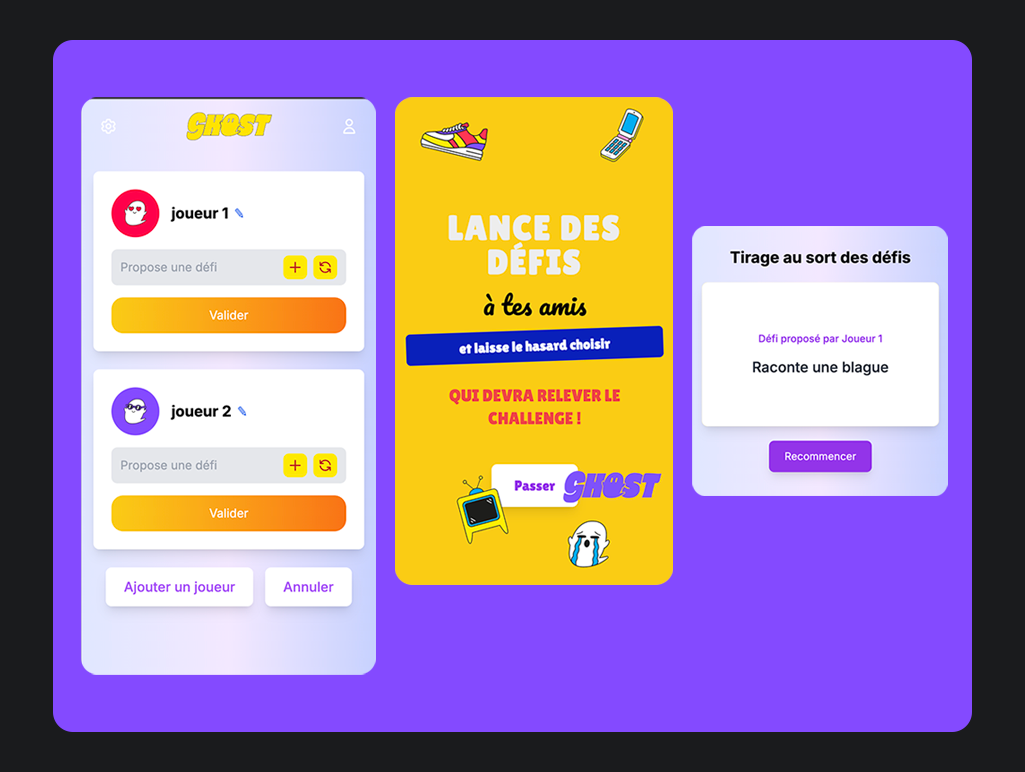 GHOST
joueur 1
Propose une défi
Valider
joueur 2
Propose une défi
Valider
Ajouter un joueur
Annuler
LANCE DES
DÉFIS
à tes amis
et laisse le hasard choisir
QUI DEVRA RELEVER LE
CHALLENGE !
Passer
GHOST
Tirage au sort des défis
Défi proposé par Joueur 1
Raconte une blague
Recommencer